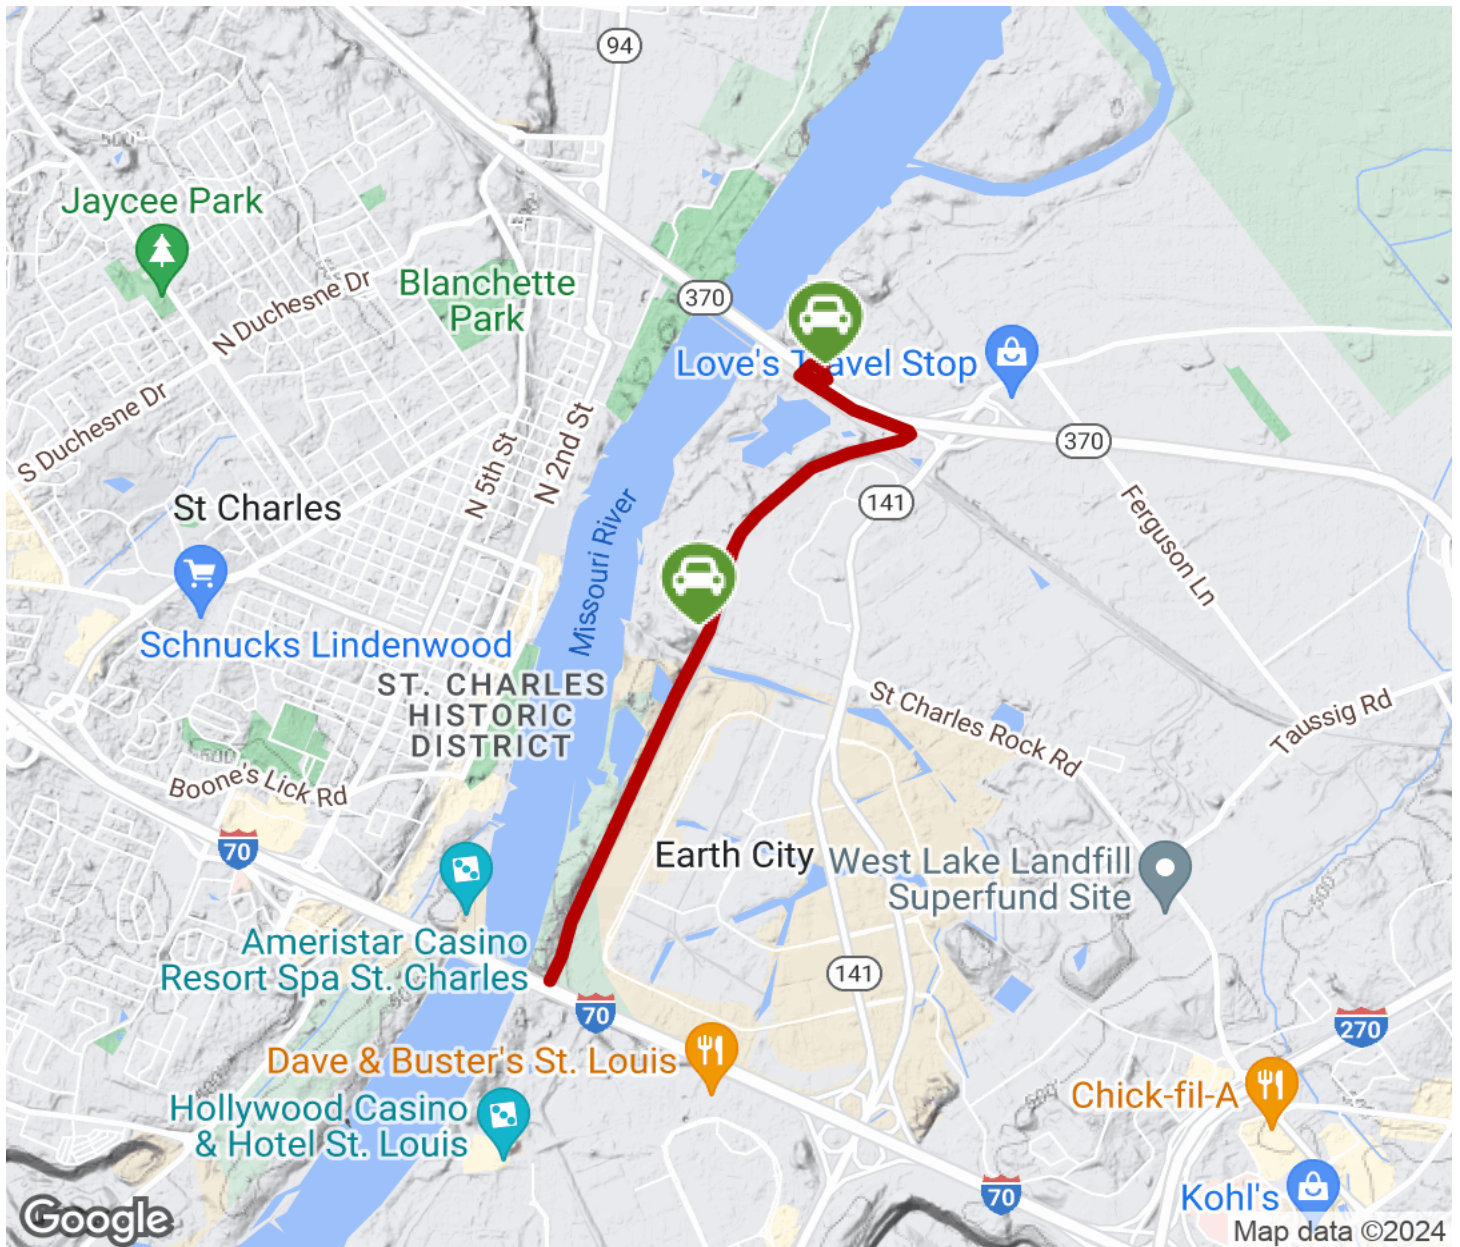 94
Jaycee Park
Blanchette
Park
N Duchesne Dr
370
Love's T avel Stop
S Duchesne Dr
N 5th St
N 2nd St
370
141
Ferguson Ln
St Charles
Missouri River
Schnucks Lindenwood
ST. CHARLES
HISTORIC
DISTRICT
St Charles Rock Rd
Taussig Rd
Boone's Lick Rd
70
Earth City
West Lake Landfill
Superfund Site
Ameristar Casino
Resort Spa St. Charles
141
70
270
Dave & Buster's St. Louis
Chick-fil-A
Hollywood Casino
& Hotel St. Louis
70
Kohl's
Google
Map data ©2024